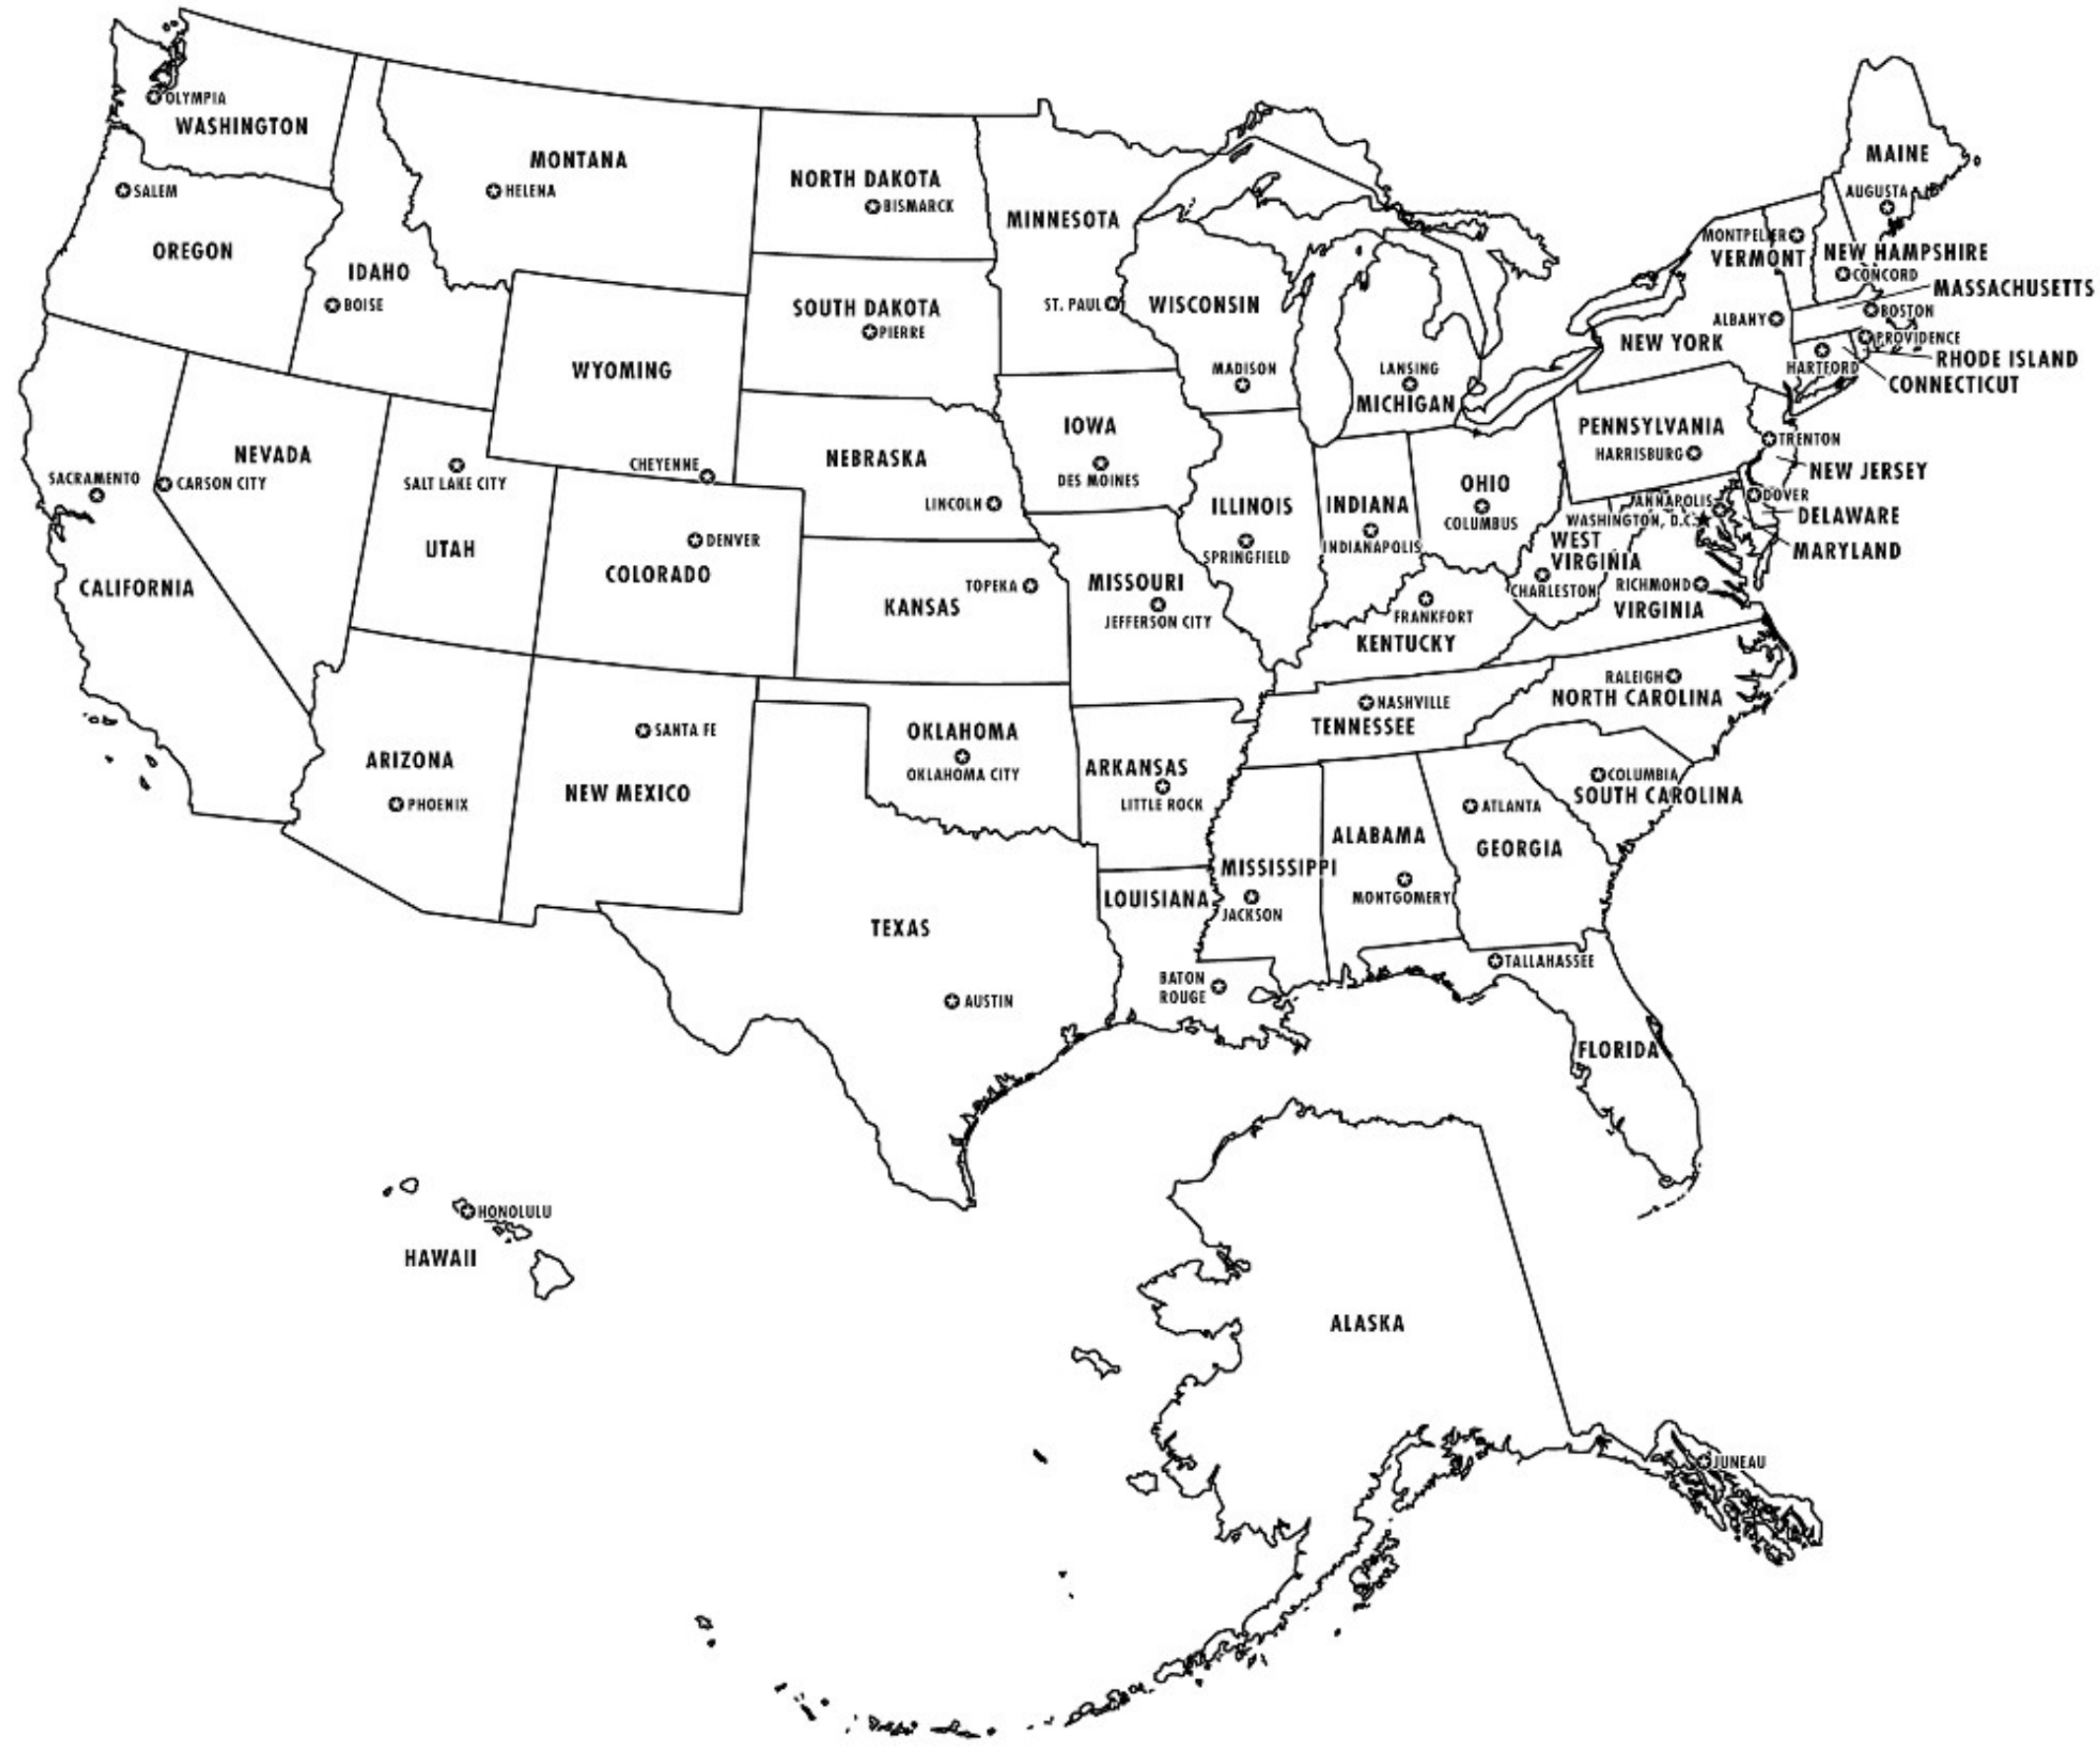 OLYMPIA
WASHINGTON
SALEM
OREGON
IDAHO
BOISE
MONTANA
HELENA
WYOMING
CHEYENNE
NORTH DAKOTA
BISMARCK
SOUTH DAKOTA
PIERRE
NEBRASKA
LINCOLN
MINNESOTA
ST. PAUL
WISCONSIN
MADISON
IOWA
DES MOINES
LANSING
MICHIGAN
SACRAMENTO
CALIFORNIA
NEVADA
CARSON CITY
SALT LAKE CITY
UTAH
DENVER
COLORADO
TOPEKA
KANSAS
MISSOURI
JEFFERSON CITY
ILLINOIS
SPRINGFIELD
INDIANA
INDIANAPOLIS
OHIO
COLUMBUS
FRANKFORT
KENTUCKY
WEST
VIRGINIA
CHARLESTON
RICHMOND
VIRGINIA
WASHINGTON, D.C.
ANNAPOLIS
DOVER
DELAWARE
MARYLAND
PENNSYLVANIA
HARRISBURG
TRENTON
NEW JERSEY
NEW YORK
ALBANY
MONTPELIER
VERMONT
NEW HAMPSHIRE
CONCORD
MAINE
AUGUSTA
MASSACHUSETTS
BOSTON
PROVIDENCE
RHODE ISLAND
HARTFORD
CONNECTICUT
ARIZONA
PHOENIX
SANTA FE
NEW MEXICO
OKLAHOMA
OKLAHOMA CITY
TEXAS
AUSTIN
ARKANSAS
LITTLE ROCK
LOUISIANA
BATON
ROUGE
MISSISSIPPI
JACKSON
ALABAMA
MONTGOMERY
NASHVILLE
TENNESSEE
RALEIGH
NORTH CAROLINA
COLUMBIA
SOUTH CAROLINA
ATLANTA
GEORGIA
TALLAHASSEE
FLORIDA
HONOLULU
HAWAII
ALASKA
JUNEAU